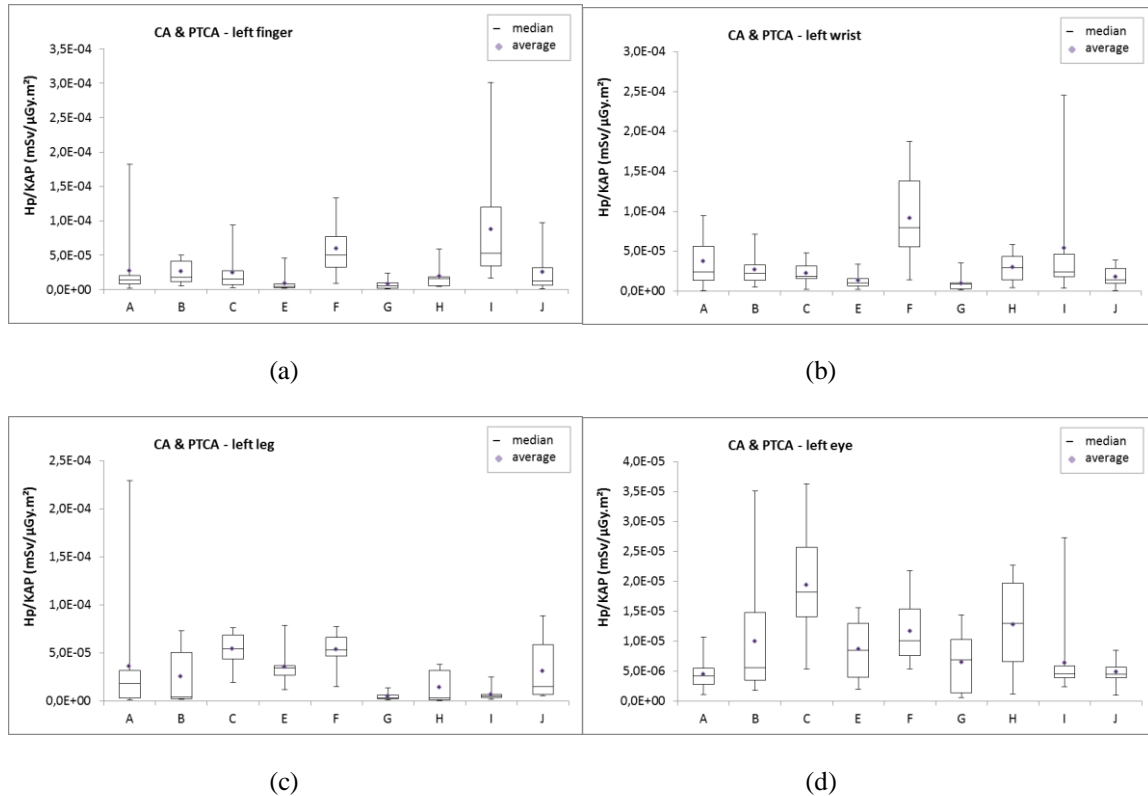 CA & PTCA - left finger
– median
◆ average
Hp/KAP (mSv/µGy.m²)
3,5E-04
3,0E-04
2,5E-04
2,0E-04
1,5E-04
1,0E-04
5,0E-05
0,0E+00
A B C E F G H I J
(a)
CA & PTCA - left wrist
– median
◆ average
Hp/KAP (mSv/µGy.m²)
3,0E-04
2,5E-04
2,0E-04
1,5E-04
1,0E-04
5,0E-05
0,0E+00
A B C E F G H I J
(b)
CA & PTCA - left leg
– median
◆ average
Hp/KAP (mSv/µGy.m²)
2,5E-04
2,0E-04
1,5E-04
1,0E-04
5,0E-05
0,0E+00
A B C E F G H I J
(c)
CA & PTCA - left eye
– median
◆ average
Hp/KAP (mSv/µGy.m²)
4,0E-05
3,5E-05
3,0E-05
2,5E-05
2,0E-05
1,5E-05
1,0E-05
5,0E-06
0,0E+00
A B C E F G H I J
(d)